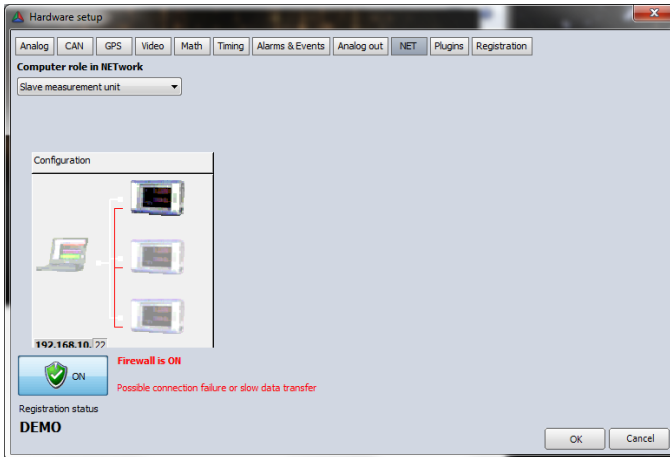 Hardware setup
Analog CAN GPS Video Math Timing Alarms & Events Analog out NET Plugins Registration
Computer role in NETwork
Slave measurement unit
Configuration
192.168.10. 22
ON
Firewall is ON
Possible connection failure or slow data transfer
Registration status
DEMO
OK Cancel